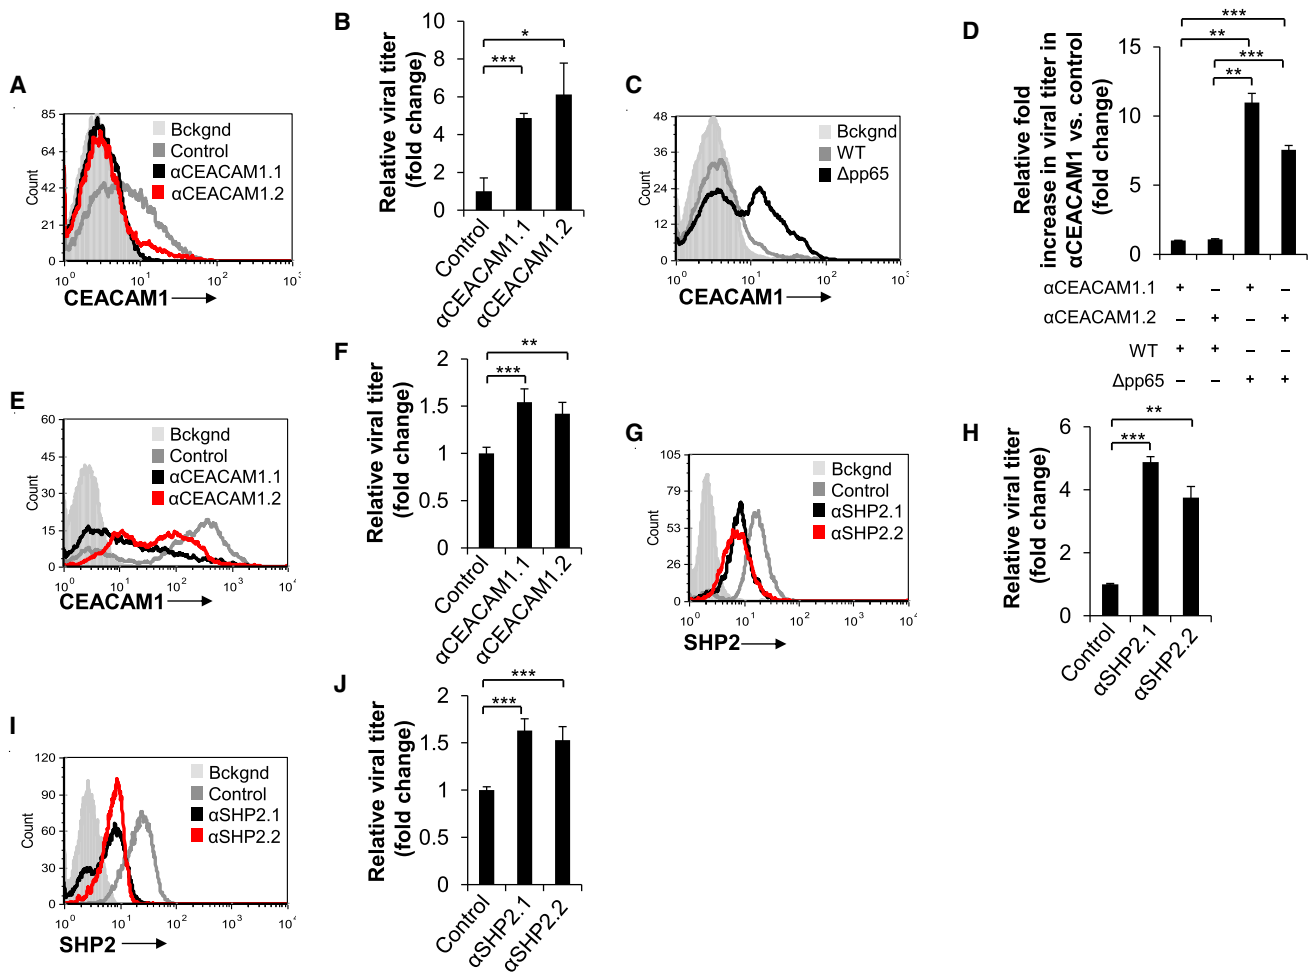 A
85
64
42
21
0
Count
Bckgnd
Control
αCEACAM1.1
αCEACAM1.2
10⁰ 10¹ 10² 10³
CEACAM1
B
Relative viral titer
(fold change)
10
8
6
4
2
0
*
***
Control
αCEACAM1.1
αCEACAM1.2
C
48
36
24
12
0
Count
Bckgnd
WT
Δpp65
10⁰ 10¹ 10² 10³
CEACAM1
D
Relative fold
increase in viral titer in
αCEACAM1 vs. control
(fold change)
15
10
5
0
***
**
***
**
αCEACAM1.1 + – + –
αCEACAM1.2 – + – +
WT + + – –
Δpp65 – – + +
E
60
45
30
15
0
Count
Bckgnd
Control
αCEACAM1.1
αCEACAM1.2
10⁰ 10¹ 10² 10³ 10⁴
CEACAM1
F
Relative viral titer
(fold change)
2
1.5
1
0.5
0
**
***
Control
αCEACAM1.1
αCEACAM1.2
G
105
79
53
26
0
Count
Bckgnd
Control
αSHP2.1
αSHP2.2
10⁰ 10¹ 10² 10³ 10⁴
SHP2
H
Relative viral titer
(fold change)
6
4
2
0
**
***
Control
αSHP2.1
αSHP2.2
I
120
90
60
30
0
Count
Bckgnd
Control
αSHP2.1
αSHP2.2
10⁰ 10¹ 10² 10³ 10⁴
SHP2
J
Relative viral titer
(fold change)
2
1.5
1
0.5
0
***
***
Control
αSHP2.1
αSHP2.2